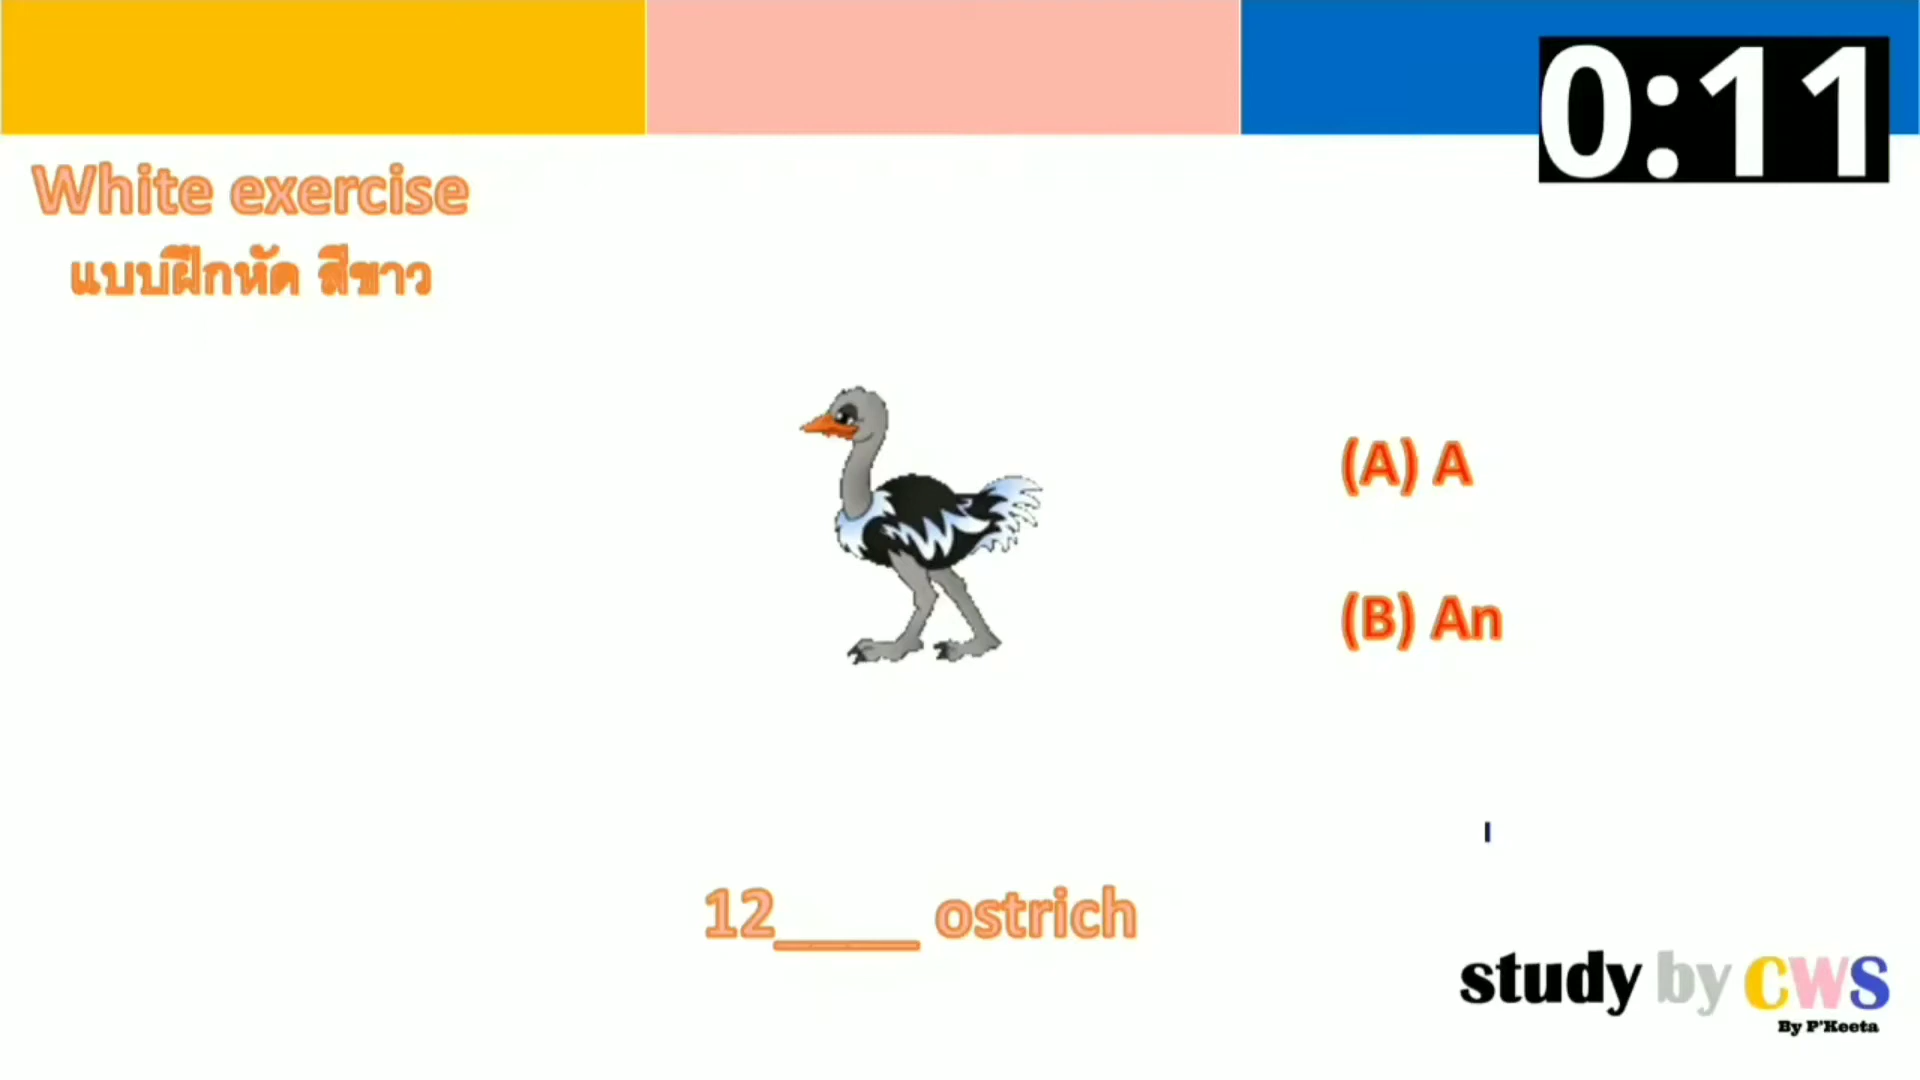 0:11
White exercise
แบบฝึกหัด สีขาว
(A) A
(B) An
12____ ostrich
study by CWS
By P'Keeta